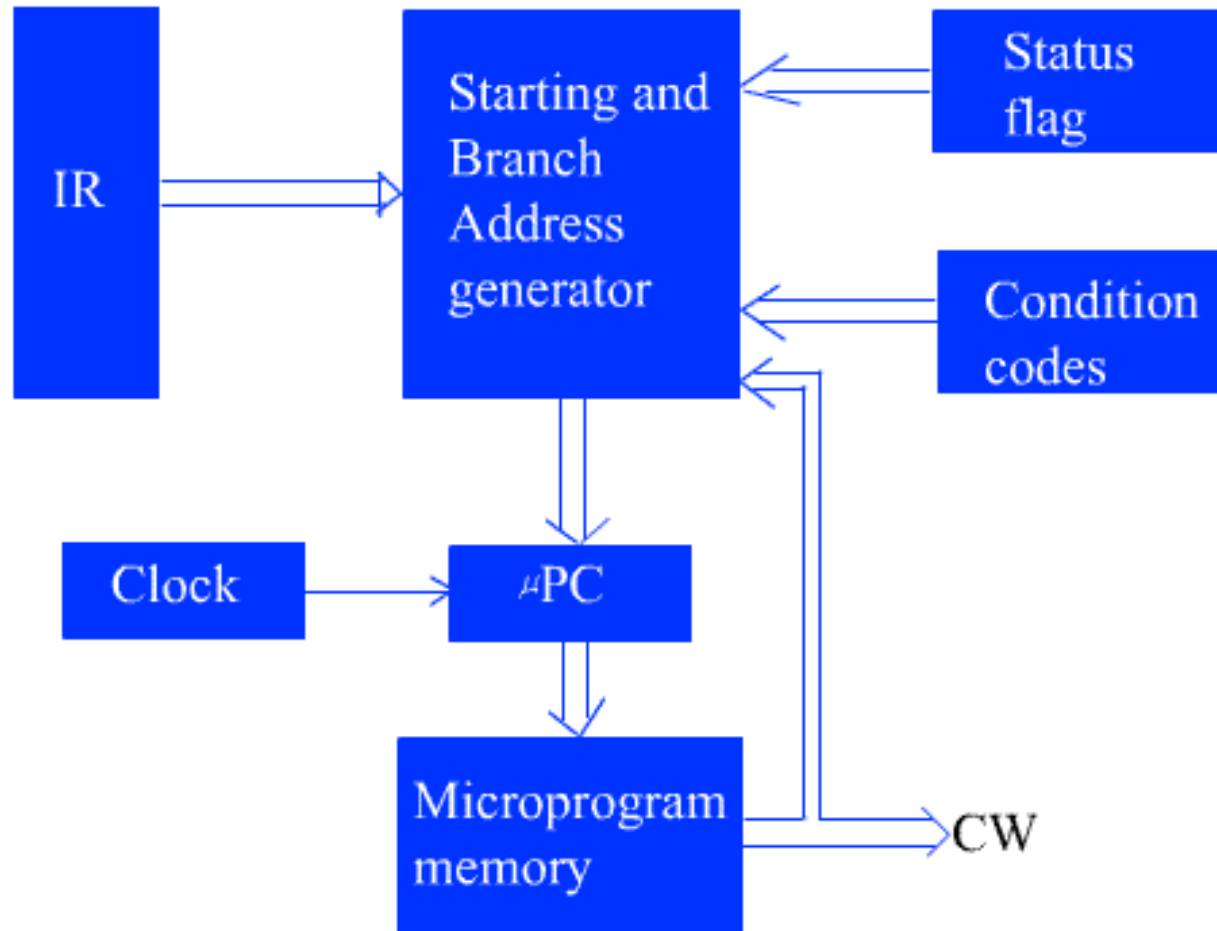 IR
Starting and
Branch
Address
generator
Status
flag
Condition
codes
Clock
μPC
Microprogram
memory
CW